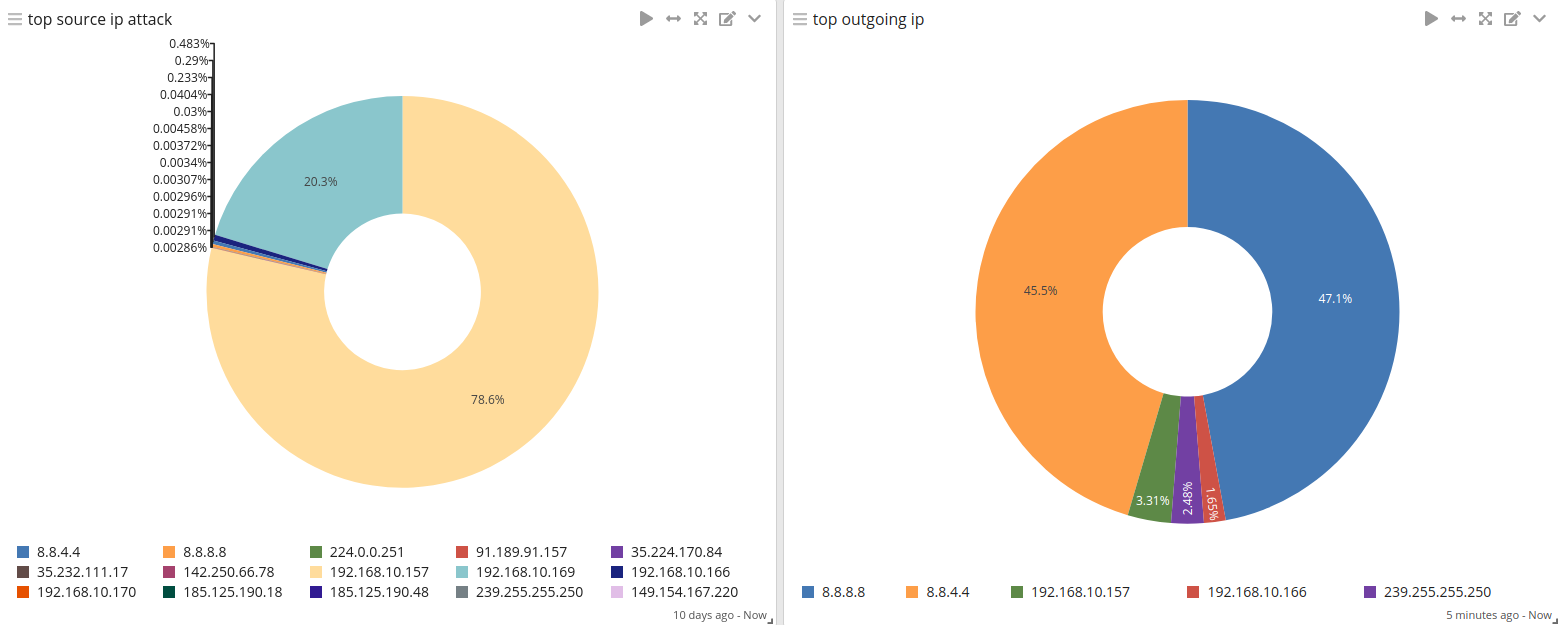 top source ip attack
0.483%
0.29%
0.233%
0.0404%
0.03%
0.00458%
0.00372%
0.0034%
0.00307%
0.00296%
0.00291%
0.00291%
0.00286%
20.3%
78.6%
8.8.4.4 8.8.8.8 224.0.0.251 91.189.91.157 35.224.170.84
35.232.111.17 142.250.66.78 192.168.10.157 192.168.10.169 192.168.10.166
192.168.10.170 185.125.190.18 185.125.190.48 239.255.255.250 149.154.167.220
10 days ago - Now
top outgoing ip
45.5%
47.1%
3.31%
2.48%
1.65%
8.8.8.8 8.8.4.4 192.168.10.157 192.168.10.166 239.255.255.250
5 minutes ago - Now